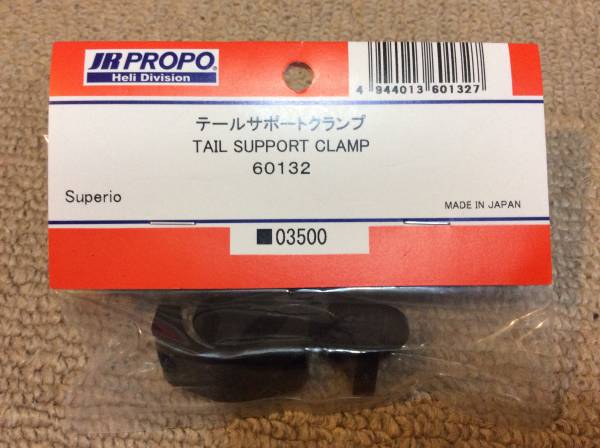 JR PROPO
Heli Division
4 944013 601327
テールサポートクランプ
TAIL SUPPORT CLAMP
60132
Superio
MADE IN JAPAN
■03500